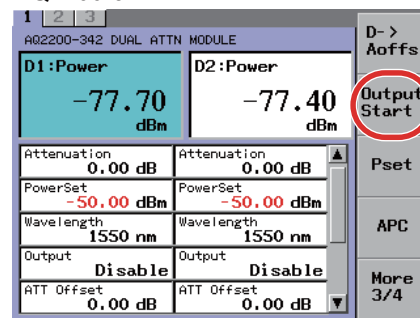 1 2 3
AQ2200-342 DUAL ATTN MODULE
D1:Power
-77.70
dBm
D2:Power
-77.40
dBm
Attenuation
0.00 dB
Attenuation
0.00 dB
PowerSet
-50.00 dBm
PowerSet
-50.00 dBm
Wavelength
1550 nm
Wavelength
1550 nm
Output
Disable
Output
Disable
ATT Offset
0.00 dB
ATT Offset
0.00 dB
D->
Aoffs
Output
Start
Pset
APC
More
3/4